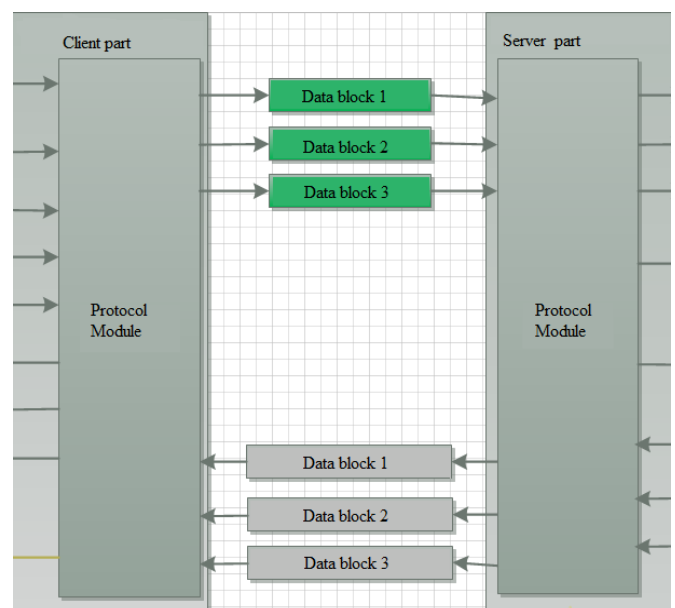 Client part
Server part
Data block 1
Data block 2
Data block 3
Protocol
Module
Protocol
Module
Data block 1
Data block 2
Data block 3